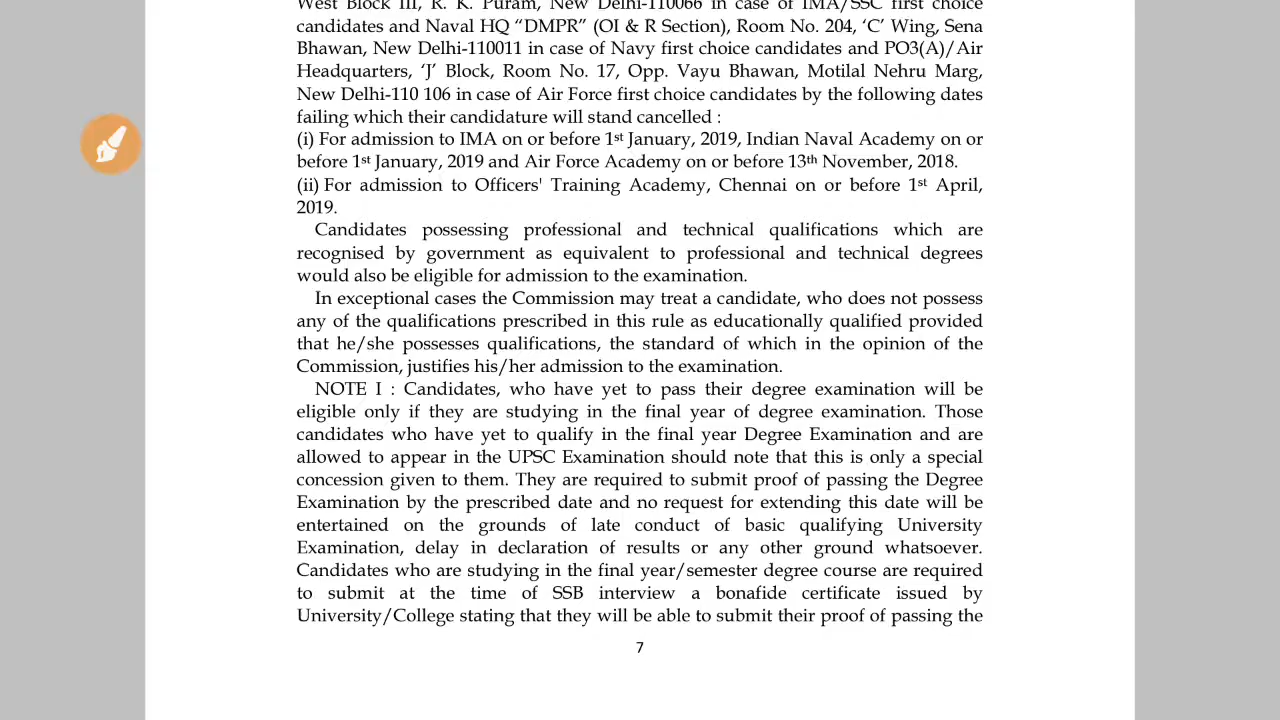 West Block III, R. K. Puram, New Delhi-110066 in case of IMA/SSC first choice
candidates and Naval HQ “DMPR” (OI & R Section), Room No. 204, ‘C’ Wing, Sena
Bhawan, New Delhi-110011 in case of Navy first choice candidates and PO3(A)/Air
Headquarters, ‘J’ Block, Room No. 17, Opp. Vayu Bhawan, Motilal Nehru Marg,
New Delhi-110 106 in case of Air Force first choice candidates by the following dates
failing which their candidature will stand cancelled :
(i) For admission to IMA on or before 1st January, 2019, Indian Naval Academy on or
before 1st January, 2019 and Air Force Academy on or before 13th November, 2018.
(ii) For admission to Officers' Training Academy, Chennai on or before 1st April,
2019.
Candidates possessing professional and technical qualifications which are
recognised by government as equivalent to professional and technical degrees
would also be eligible for admission to the examination.
In exceptional cases the Commission may treat a candidate, who does not possess
any of the qualifications prescribed in this rule as educationally qualified provided
that he/she possesses qualifications, the standard of which in the opinion of the
Commission, justifies his/her admission to the examination.
NOTE I : Candidates, who have yet to pass their degree examination will be
eligible only if they are studying in the final year of degree examination. Those
candidates who have yet to qualify in the final year Degree Examination and are
allowed to appear in the UPSC Examination should note that this is only a special
concession given to them. They are required to submit proof of passing the Degree
Examination by the prescribed date and no request for extending this date will be
entertained on the grounds of late conduct of basic qualifying University
Examination, delay in declaration of results or any other ground whatsoever.
Candidates who are studying in the final year/semester degree course are required
to submit at the time of SSB interview a bonafide certificate issued by
University/College stating that they will be able to submit their proof of passing the
7